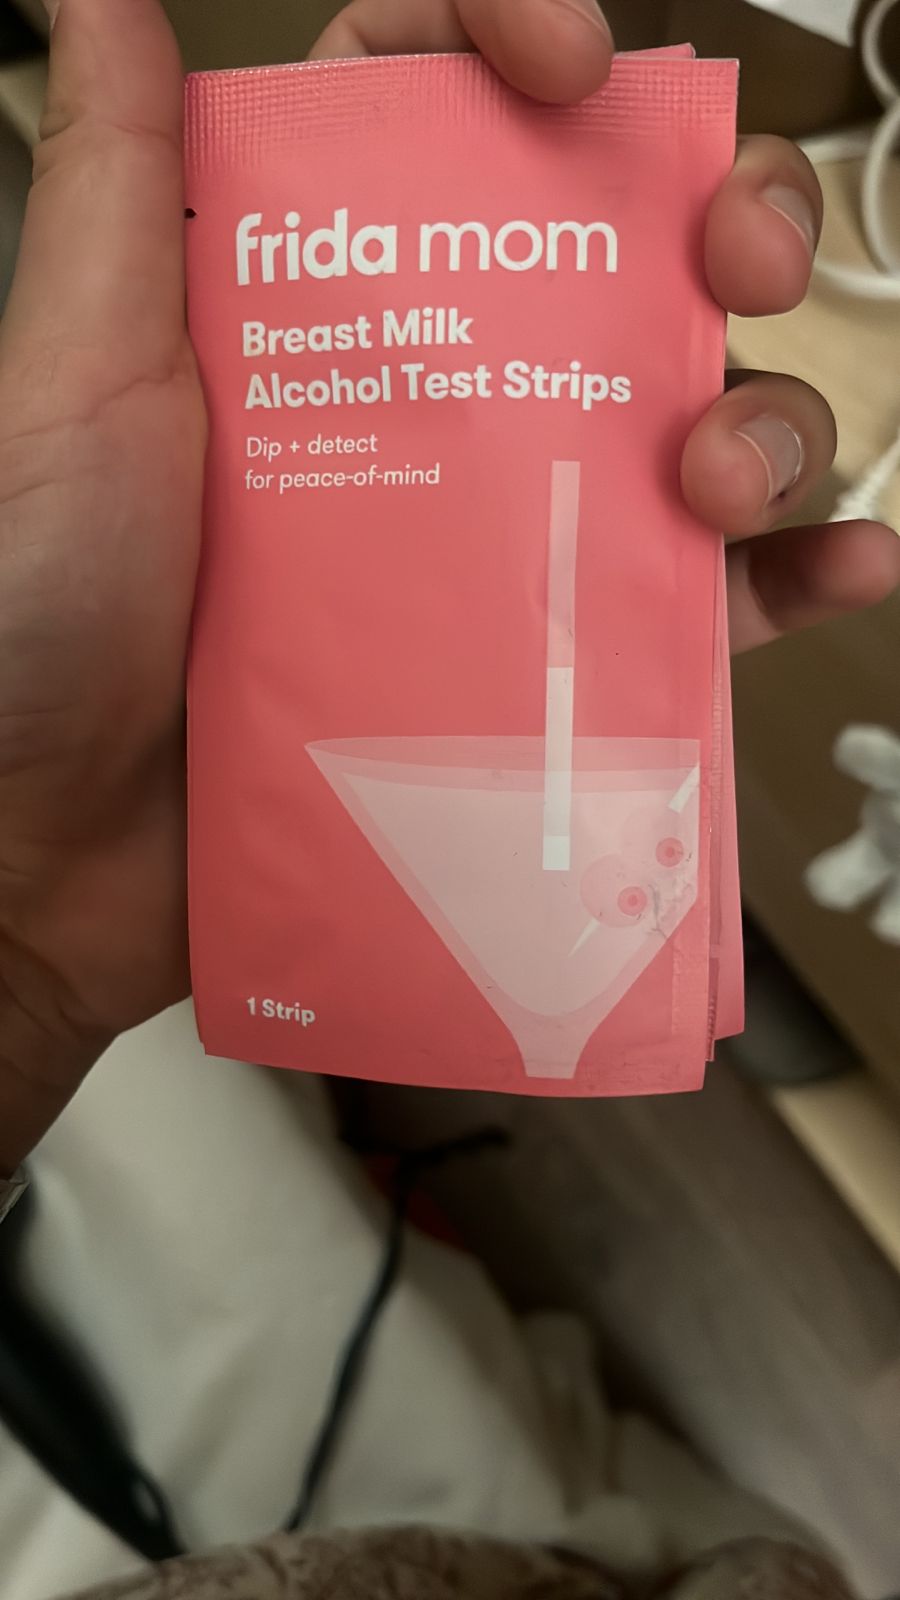 frida mom
Breast Milk
Alcohol Test Strips
Dip + detect
for peace-of-mind
1 Strip